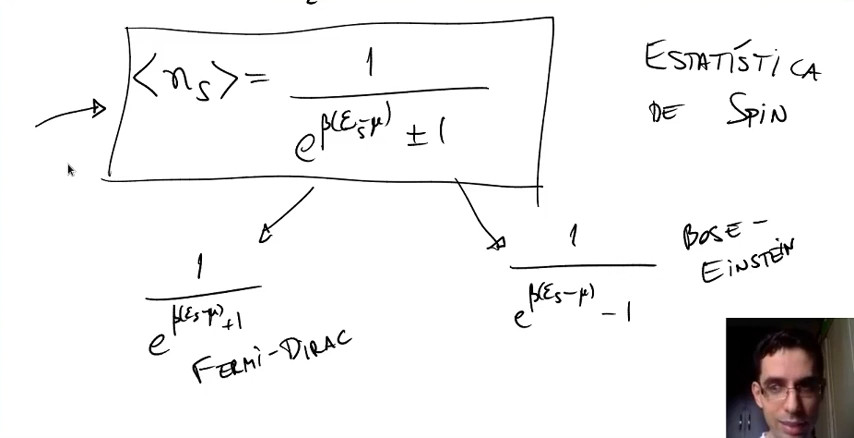 <n_s> = 1 / (e^{β(ε_s-μ)} ± 1)
ESTATÍSTICA
DE SPIN
1 / (e^{β(ε_s-μ)} + 1)
FERMI-DIRAC
1 / (e^{β(ε_s-μ)} - 1)
BOSE-
EINSTEIN